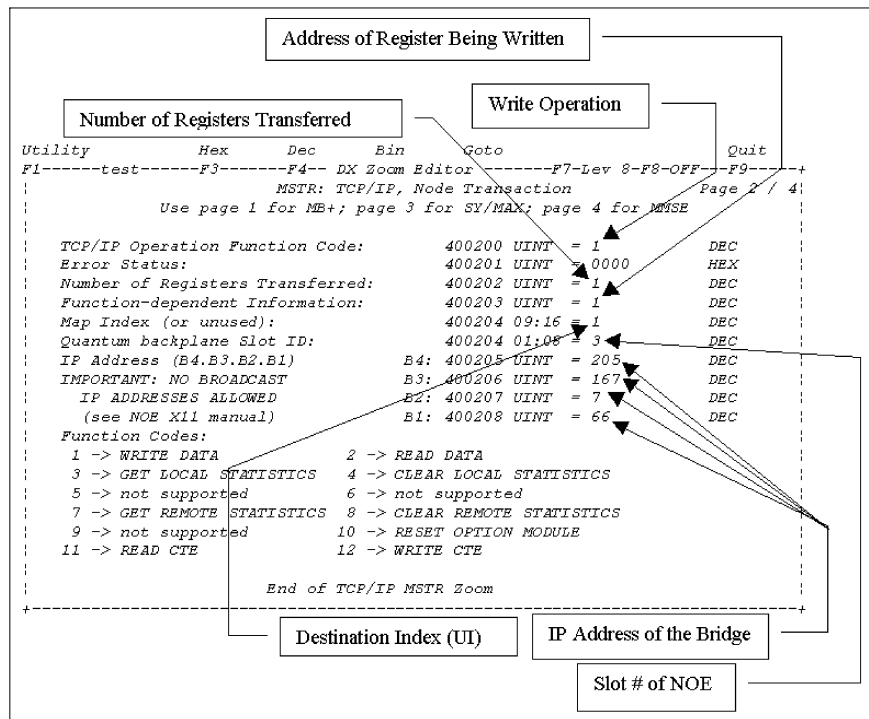 Address of Register Being Written
Write Operation
Number of Registers Transferred
Utility Hex Dec Bin Goto Quit
F1------test------F3-------F4-- DX Zoom Editor --------F7-Lev 8-F8-OFF---F9----+
MSTR: TCP/IP, Node Transaction Page 2 / 4
Use page 1 for MB+; page 3 for SY/MAX; page 4 for MMSE
TCP/IP Operation Function Code: 400200 UINT = 1 DEC
Error Status: 400201 UINT = 0000 HEX
Number of Registers Transferred: 400202 UINT = 1 DEC
Function-dependent Information: 400203 UINT = 1 DEC
Map Index (or unused): 400204 09:16 = 1 DEC
Quantum backplane Slot ID: 400204 01:08 = 3 DEC
IP Address (B4.B3.B2.B1) B4: 400205 UINT = 205 DEC
IMPORTANT: NO BROADCAST B3: 400206 UINT = 167 DEC
IP ADDRESSES ALLOWED B2: 400207 UINT = 7 DEC
(see NOE X11 manual) B1: 400208 UINT = 66 DEC
Function Codes:
1 -> WRITE DATA 2 -> READ DATA
3 -> GET LOCAL STATISTICS 4 -> CLEAR LOCAL STATISTICS
5 -> not supported 6 -> not supported
7 -> GET REMOTE STATISTICS 8 -> CLEAR REMOTE STATISTICS
9 -> not supported 10 -> RESET OPTION MODULE
11 -> READ CTE 12 -> WRITE CTE
End of TCP/IP MSTR Zoom
Destination Index (UI)
IP Address of the Bridge
Slot # of NOE